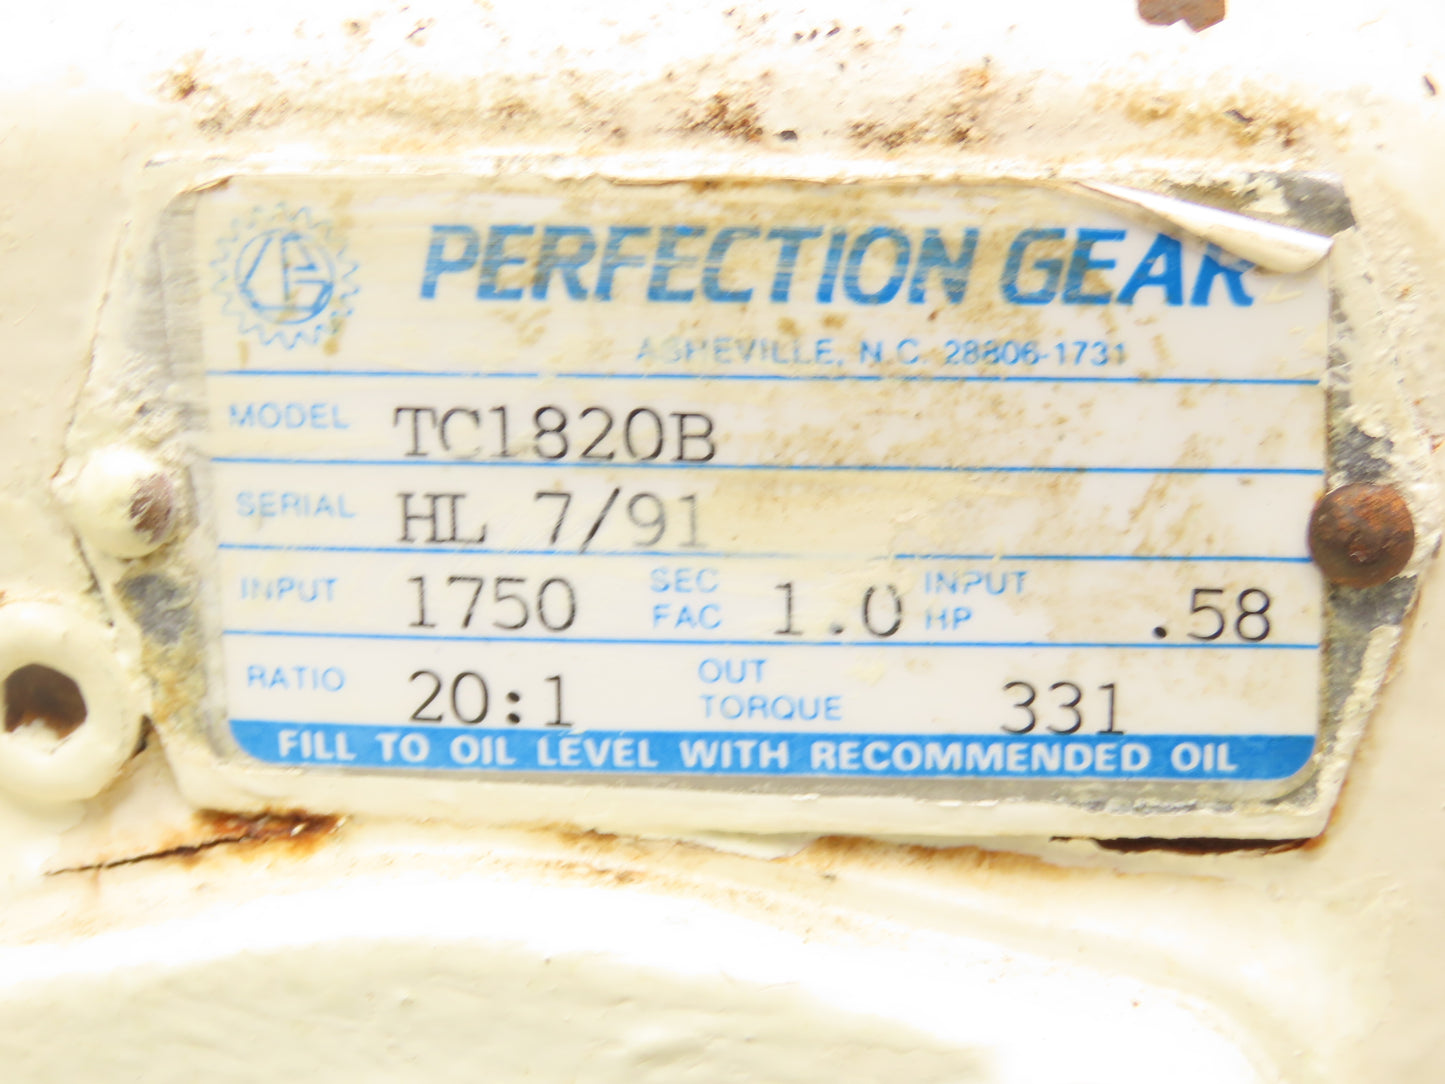 PERFECTION GEAR
ASHEVILLE, N.C. 28806-1731
MODEL TC1820B
SERIAL HL 7/91
INPUT 1750 SEC FAC 1.0 INPUT HP .58
RATIO 20:1 OUT TORQUE 331
FILL TO OIL LEVEL WITH RECOMMENDED OIL